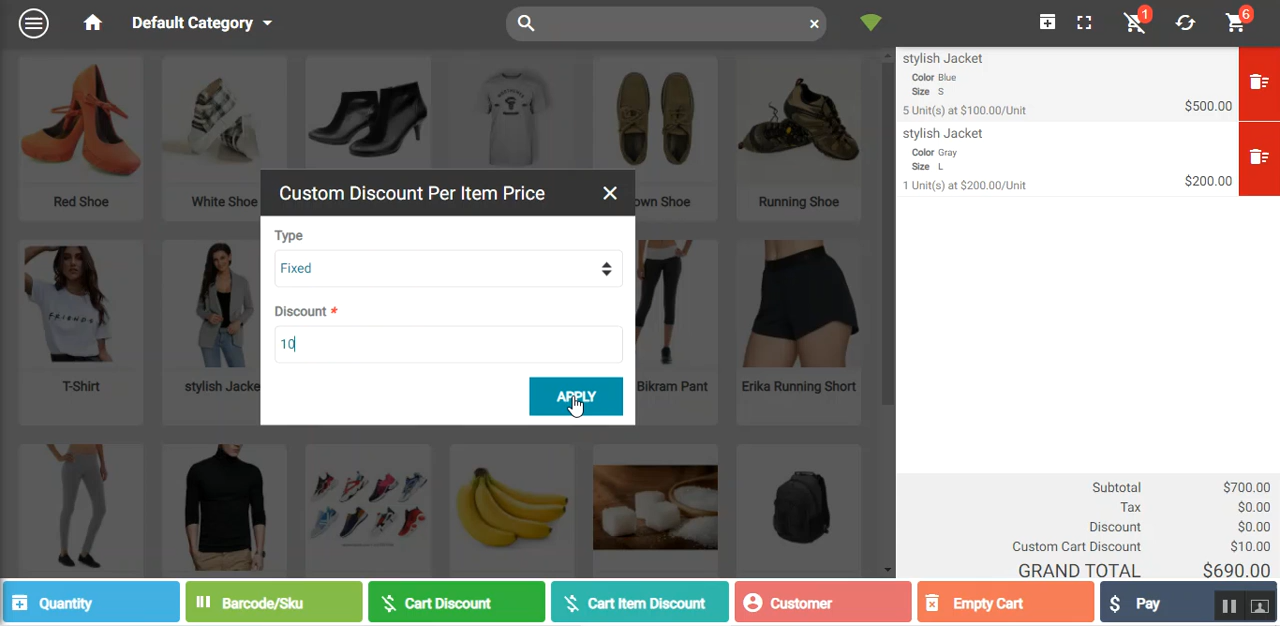 Default Category
1
6
stylish Jacket
Color Blue
Size S
5 Unit(s) at $100.00/Unit
$500.00
stylish Jacket
Color Gray
Size L
1 Unit(s) at $200.00/Unit
$200.00
Red Shoe
White Shoe
own Shoe
Running Shoe
Custom Discount Per Item Price
Type
Fixed
Discount *
10
APPLY
FRIENDS
T-Shirt
stylish Jacke
Bikram Pant
Erika Running Short
Subtotal $700.00
Tax $0.00
Discount $0.00
Custom Cart Discount $10.00
GRAND TOTAL $690.00
Quantity
Barcode/Sku
Cart Discount
Cart Item Discount
Customer
Empty Cart
$ Pay